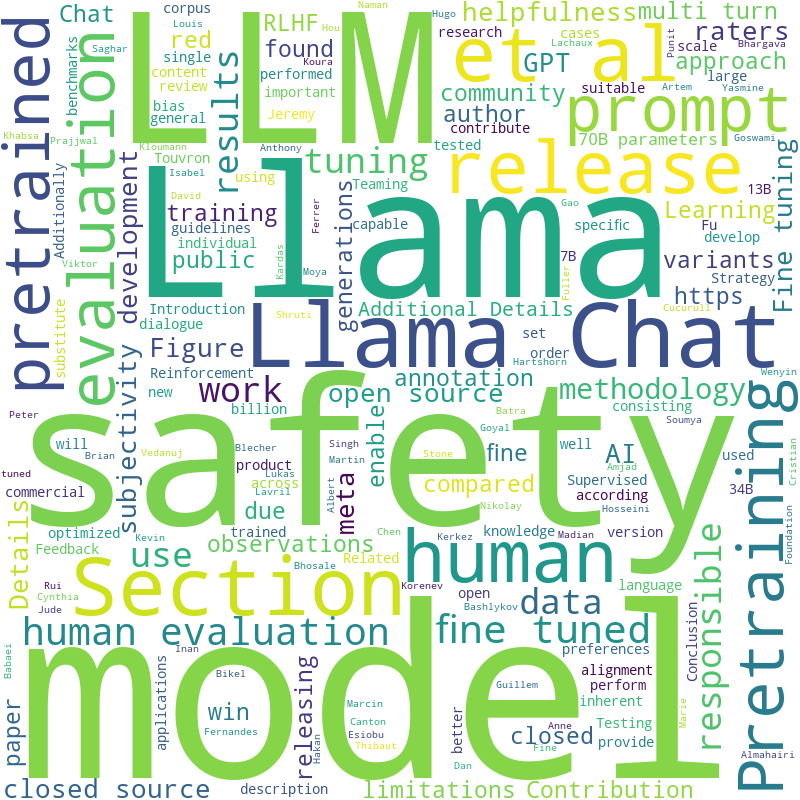 LLM
Llama
safety
model
Llama Chat
et al
prompt
release
pretrained
evaluation
Pretraining
Section
human
human evaluation
fine tuned
tuning
results
RLHF
found
red
Chat
corpus
Louis
Saghar
benchmarks
single
content
review
bias
general
performed
important
Koura
Jeremy
Naman
helpfulness
multi turn
Hugo
Lachaux
research
cases
raters
Punit
Bhargava
GPT
scale
approach
suitable
large
Artem
Yasmine
community
author
contribute
tested
70B parameters
Goswami
Khabsa
Prajjwal
Kloumann
Touvron
Isabel
Anthony
Additionally
development
David
using
training
guidelines
individual
public
Viktor
Ferrer
Teaming
capable
generations
Kardas
Moya
Gao
specific
7B
Fuller
13B
Learning
Fu
develop
variants
Strategy
https
Fine tuning
substitute
subjectivity
Introduction
dialogue
Shruti
Additional Details
set
order
Hartshorn
Cucurull
Figure
Reinforcement
new
work
open source
annotation
methodology
Wenyin
Peter
billion
Batra
Goyal
consisting
Soumya
will
Brian
Vedanuj
Blecher
product
across
Singh
Martin
Lukas
enable
Stone
fine
well
AI
Amjad
used
Cristian
tuned
commercial
Lavril
Albert
meta
compared
Supervised
according
34B
Nikolay
Hosseini
optimized
Kevin
trained
due
Chen
Kerkez
knowledge
Madian
version
Foundation
Details
Feedback
use
observations
Bhosale
Related
Korenev
language
responsible
Rui
Cynthia
Jude
open
Bashlykov
data
Babaei
Inan
Bikel
preferences
Conclusion
applications
releasing
Marcin
Canton
Esiobu
Thibaut
Hakan
Guillem
alignment
perform
inherent
Marie
paper
win
Fernandes
better
closed
Anne
Fine
Testing
provide
Almahairi
Dan
closed source
description
limitations
Contribution
Hou